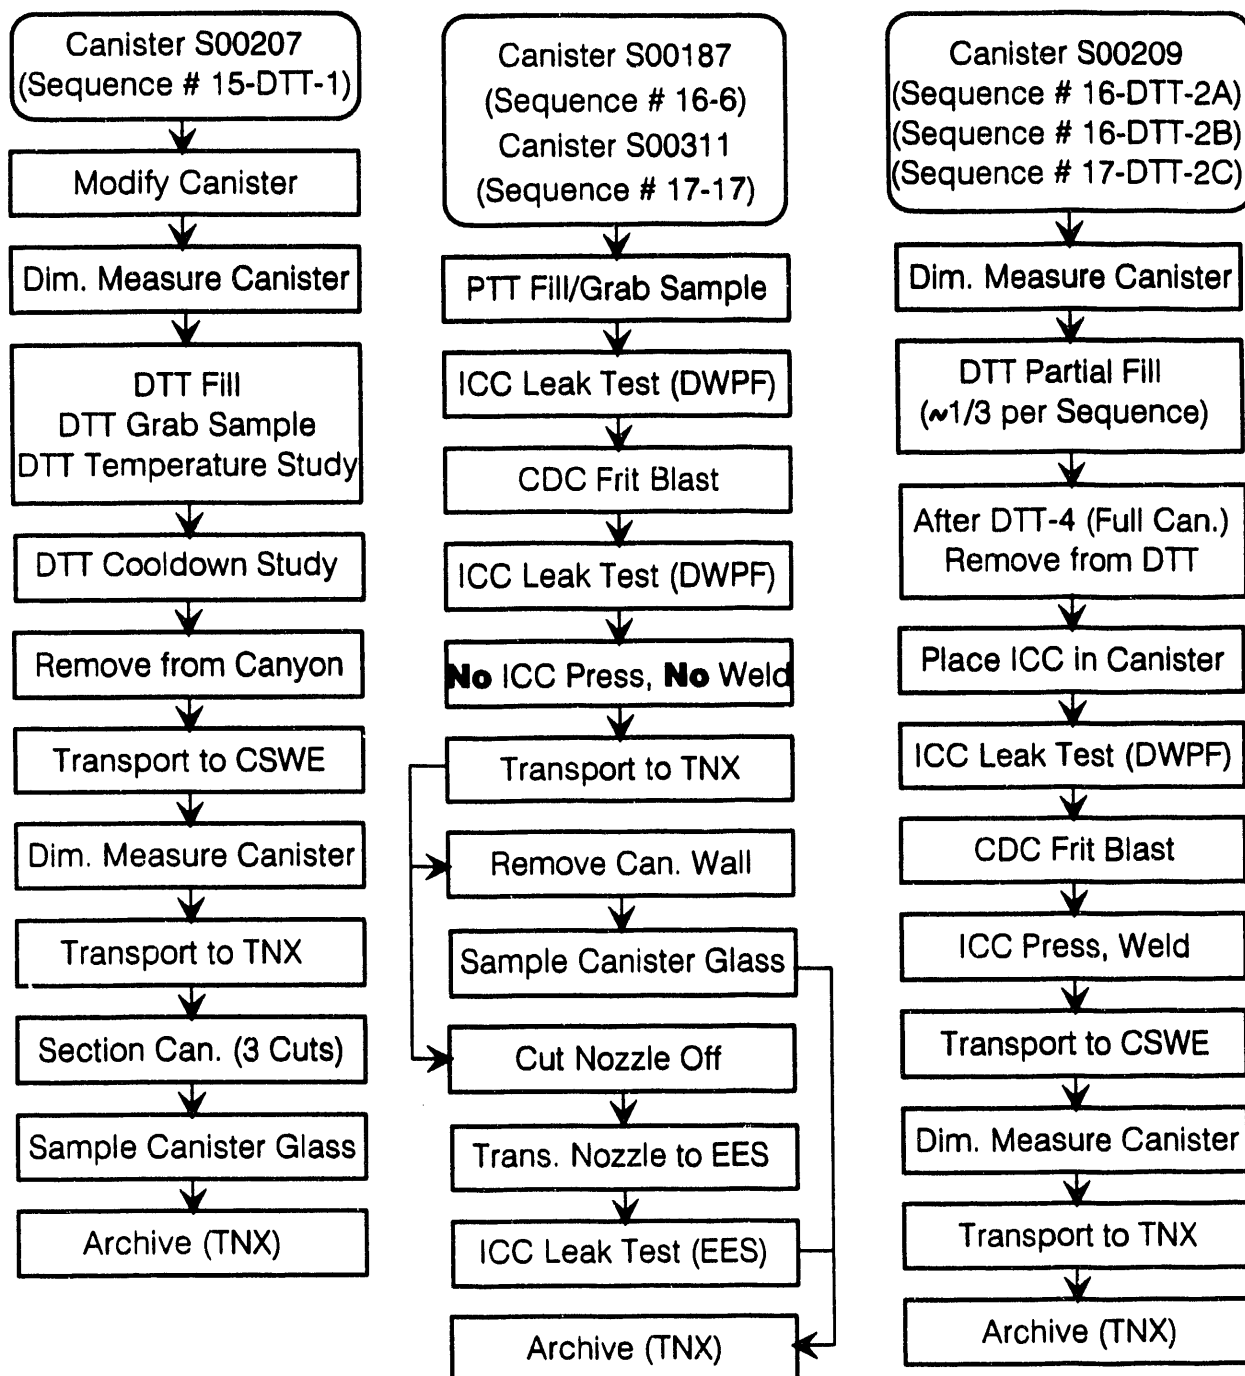 Canister S00207
(Sequence # 15-DTT-1)
Modify Canister
Dim. Measure Canister
DTT Fill
DTT Grab Sample
DTT Temperature Study
DTT Cooldown Study
Remove from Canyon
Transport to CSWE
Dim. Measure Canister
Transport to TNX
Section Can. (3 Cuts)
Sample Canister Glass
Archive (TNX)
Canister S00187
(Sequence # 16-6)
Canister S00311
(Sequence # 17-17)
PTT Fill/Grab Sample
ICC Leak Test (DWPF)
CDC Frit Blast
ICC Leak Test (DWPF)
No ICC Press, No Weld
Transport to TNX
Remove Can. Wall
Sample Canister Glass
Cut Nozzle Off
Trans. Nozzle to EES
ICC Leak Test (EES)
Archive (TNX)
Canister S00209
(Sequence # 16-DTT-2A)
(Sequence # 16-DTT-2B)
(Sequence # 17-DTT-2C)
Dim. Measure Canister
DTT Partial Fill
(~1/3 per Sequence)
After DTT-4 (Full Can.)
Remove from DTT
Place ICC in Canister
ICC Leak Test (DWPF)
CDC Frit Blast
ICC Press, Weld
Transport to CSWE
Dim. Measure Canister
Transport to TNX
Archive (TNX)